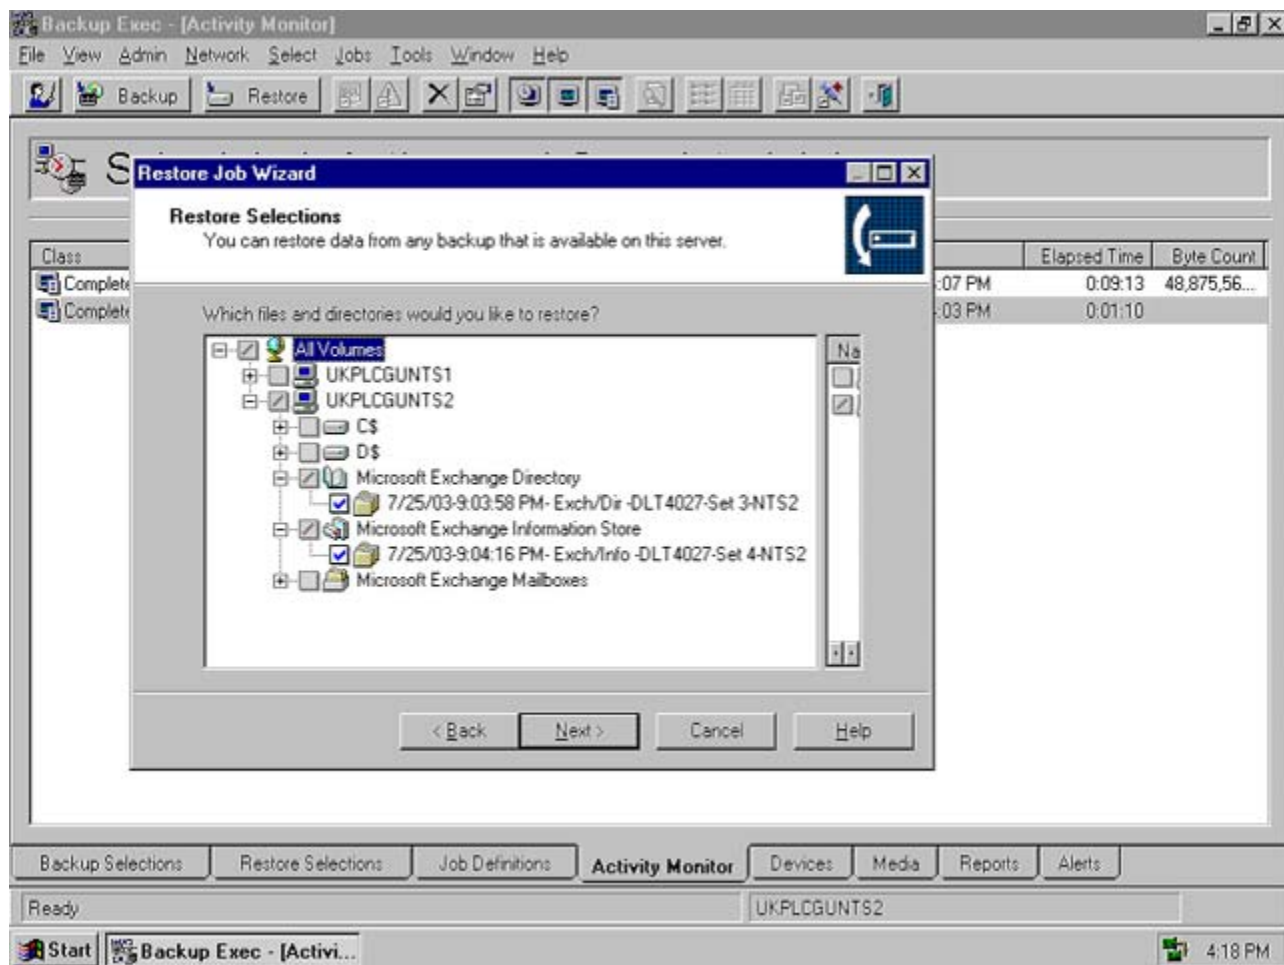 Backup Exec - [Activity Monitor]
File View Admin Network Select Jobs Tools Window Help
Backup Restore
S
Restore Job Wizard
Restore Selections
You can restore data from any backup that is available on this server.
Class Elapsed Time Byte Count
Complete :07 PM 0:09:13 48,875,56...
Complete :03 PM 0:01:10
Which files and directories would you like to restore?
All Volumes
Na
UKPLCGUNTS1
UKPLCGUNTS2
C$
D$
Microsoft Exchange Directory
7/25/03-9:03:58 PM- Exch/Dir -DLT4027-Set 3-NTS2
Microsoft Exchange Information Store
7/25/03-9:04:16 PM- Exch/Info -DLT4027-Set 4-NTS2
Microsoft Exchange Mailboxes
< Back Next > Cancel Help
Backup Selections Restore Selections Job Definitions Activity Monitor Devices Media Reports Alerts
Ready UKPLCGUNTS2
Start Backup Exec - [Activi... 4:18 PM